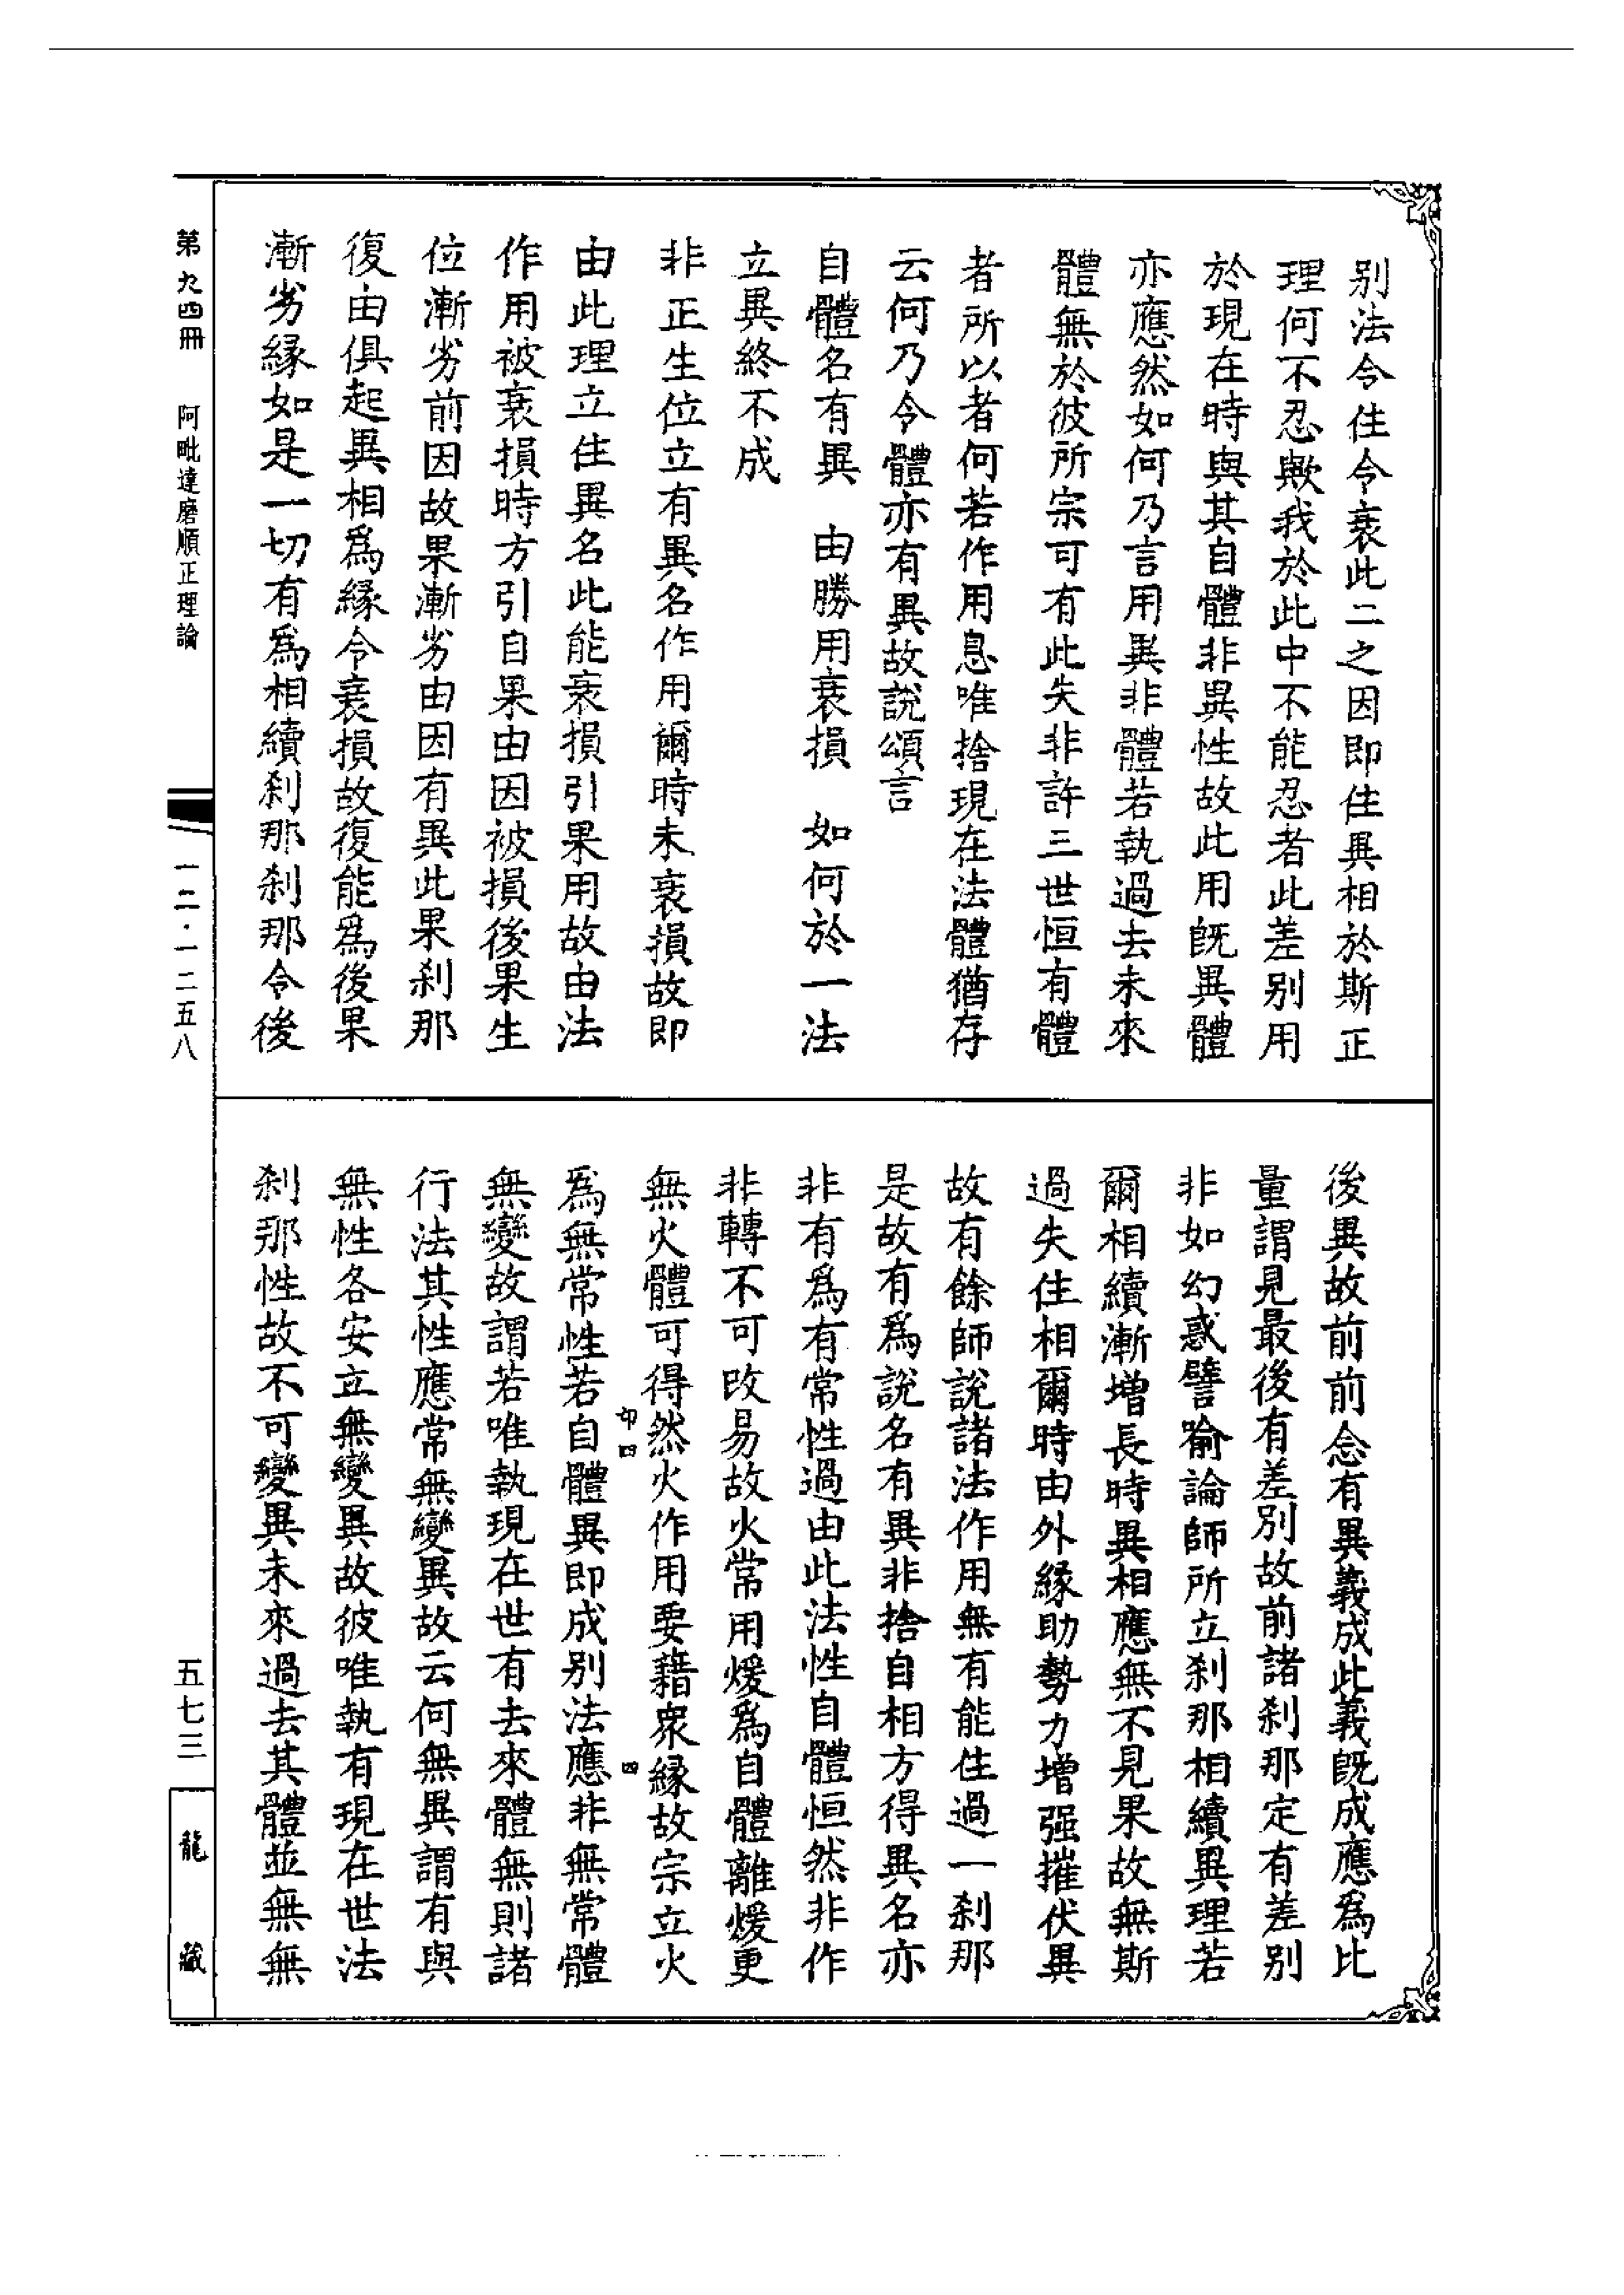 别法令住令衰此二之因即住異相於斯正
理何不忍歟我於此中不能忍者此差别用
於現在時與其自體非異性故此用旣異體
亦應然如何乃言用異非體若執過去未來
體無於彼所宗可有此失非許三世恒有體
者所以者何若作用息唯捨現在法體猶存
云何乃令體亦有異故說頌言
自體名有異　由勝用衰損　如何於一法
立異終不成
非正生位立有異名作用爾時未衰損故即
由此理立住異名此能衰損引果用故由法
作用被衰損時方引自果由因被損後果生
位漸劣前因故果漸劣由因有異此果刹那
復由俱起異相爲緣令衰損故復能爲後果
漸劣緣如是一切有爲相續刹那刹那令後
後異故前前念有異義成此義旣成應爲比
量謂見最後有差别故前諸刹那定有差别
非如幻惑譬喻論師所立刹那相續異理若
爾相續漸增長時異相應無不見果故無斯
過失住相爾時由外緣助勢力增强摧伏異
故有餘師說諸法作用無有能住過一刹那
是故有爲說名有異非捨自相方得異名亦
非有爲有常性過由此法性自體恒然非作
非轉不可改易故火常用煖爲自體離煖更
無火體可得然火作用要藉衆緣故宗立火
爲無常性若自體異即成别法應非無常體
無變故謂若唯執現在世有去來體無則諸
行法其性應常無變異故云何無異謂有與
無性各安立無變異故彼唯執有現在世法
刹那性故不可變異未來過去其體並無無
卬四
四
第九四冊
阿毗達磨順正理論
一二·一二五八
五七三
龍藏